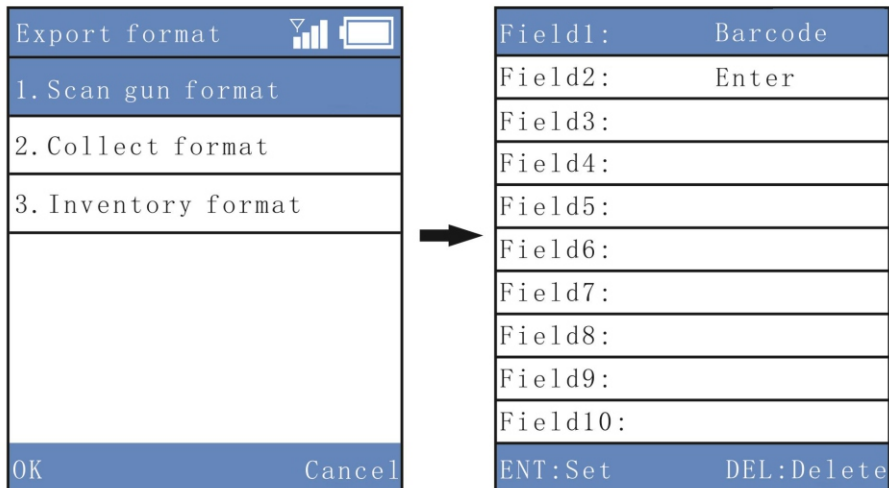 Export format
1.Scan gun format
2.Collect format
3.Inventory format
OK Cancel
Field1: Barcode
Field2: Enter
Field3:
Field4:
Field5:
Field6:
Field7:
Field8:
Field9:
Field10:
ENT:Set DEL:Delete